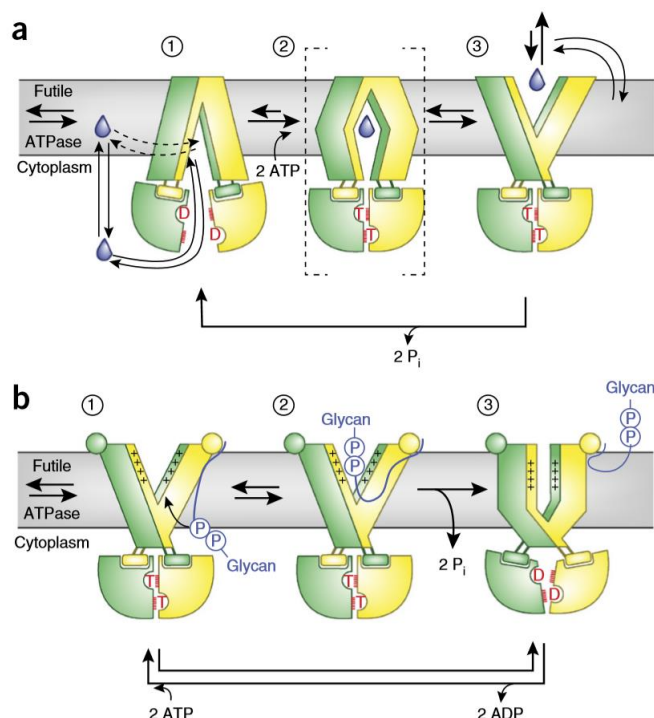 a
① ② ③
Futile
ATPase
Cytoplasm
2 ATP
D
D
T
T
T
T
2 Pi
b
① ② ③
Glycan
P
P
Glycan
P
P
++++ ++++
++++ ++++
++++ ++++
Futile
ATPase
Cytoplasm
P
P
Glycan
2 Pi
T
T
T
T
D
D
2 ATP
2 ADP